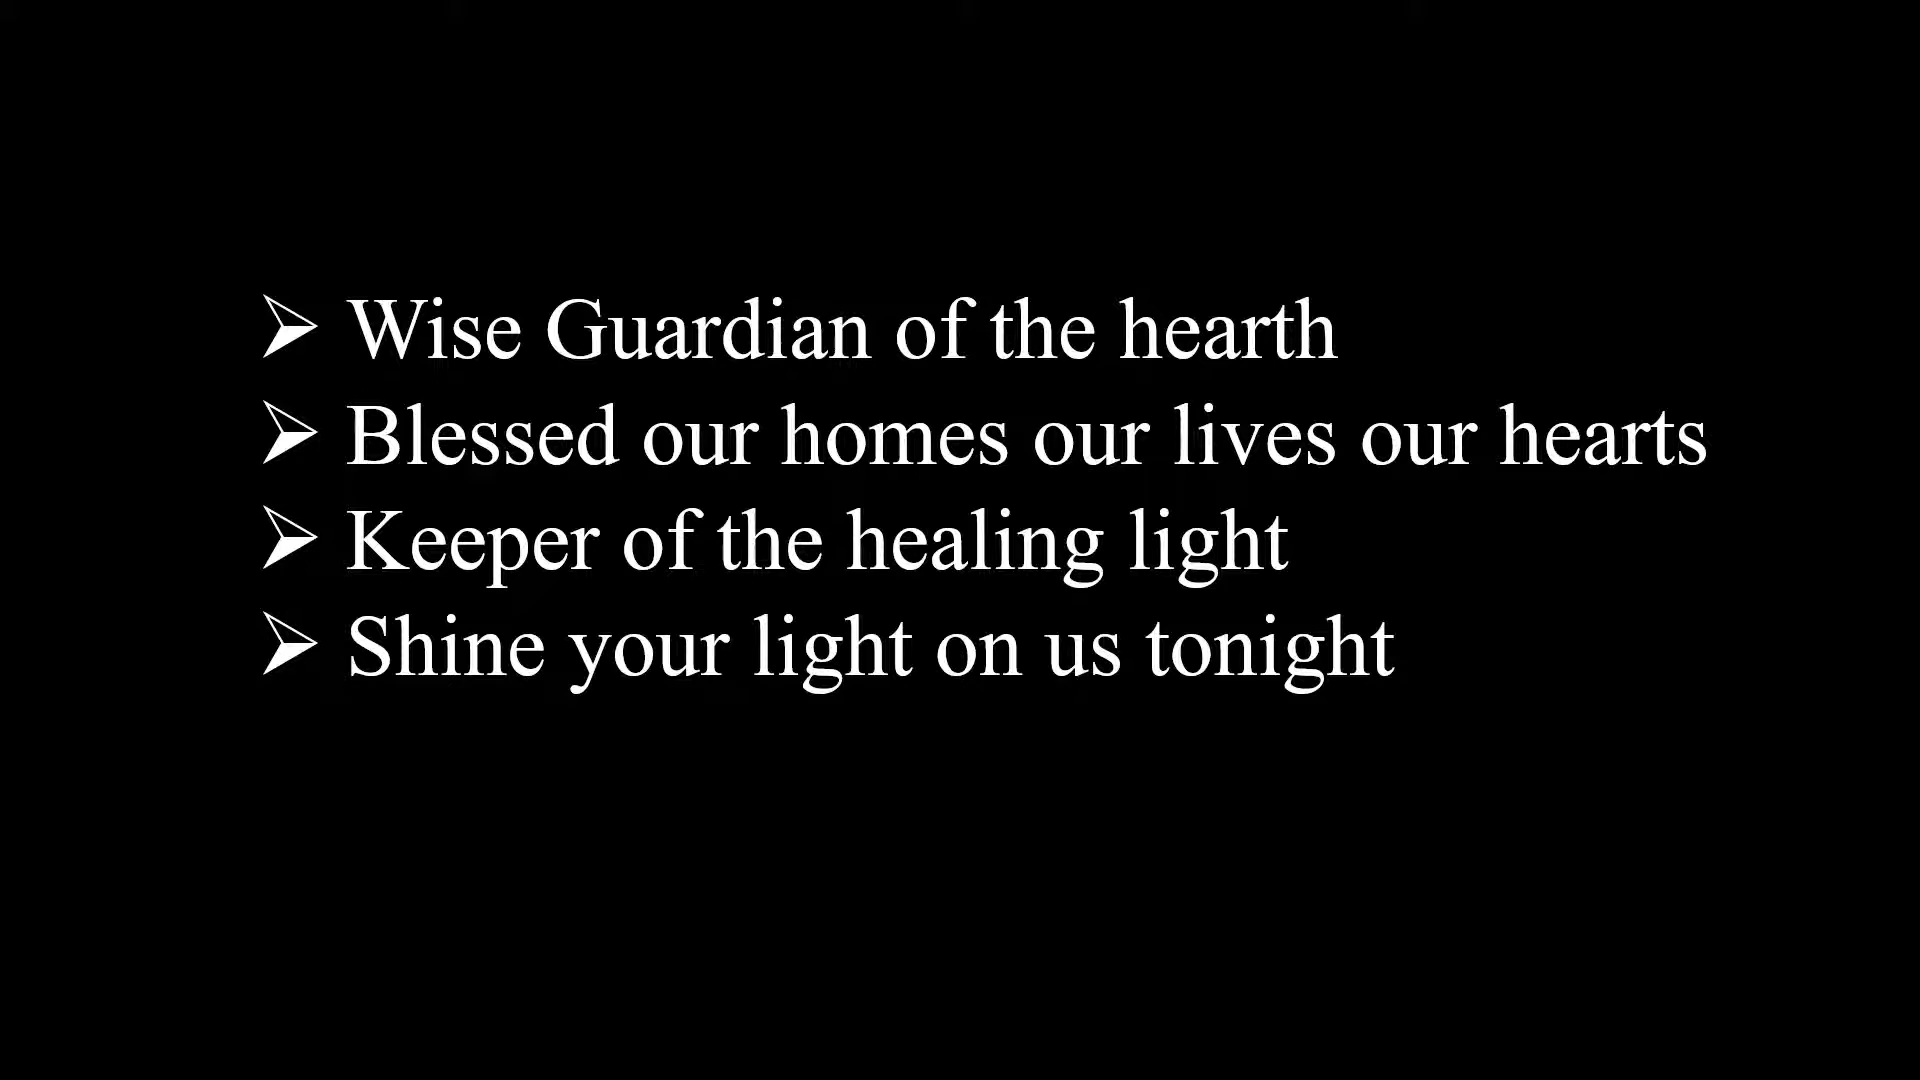 ➢ Wise Guardian of the hearth
➢ Blessed our homes our lives our hearts
➢ Keeper of the healing light
➢ Shine your light on us tonight